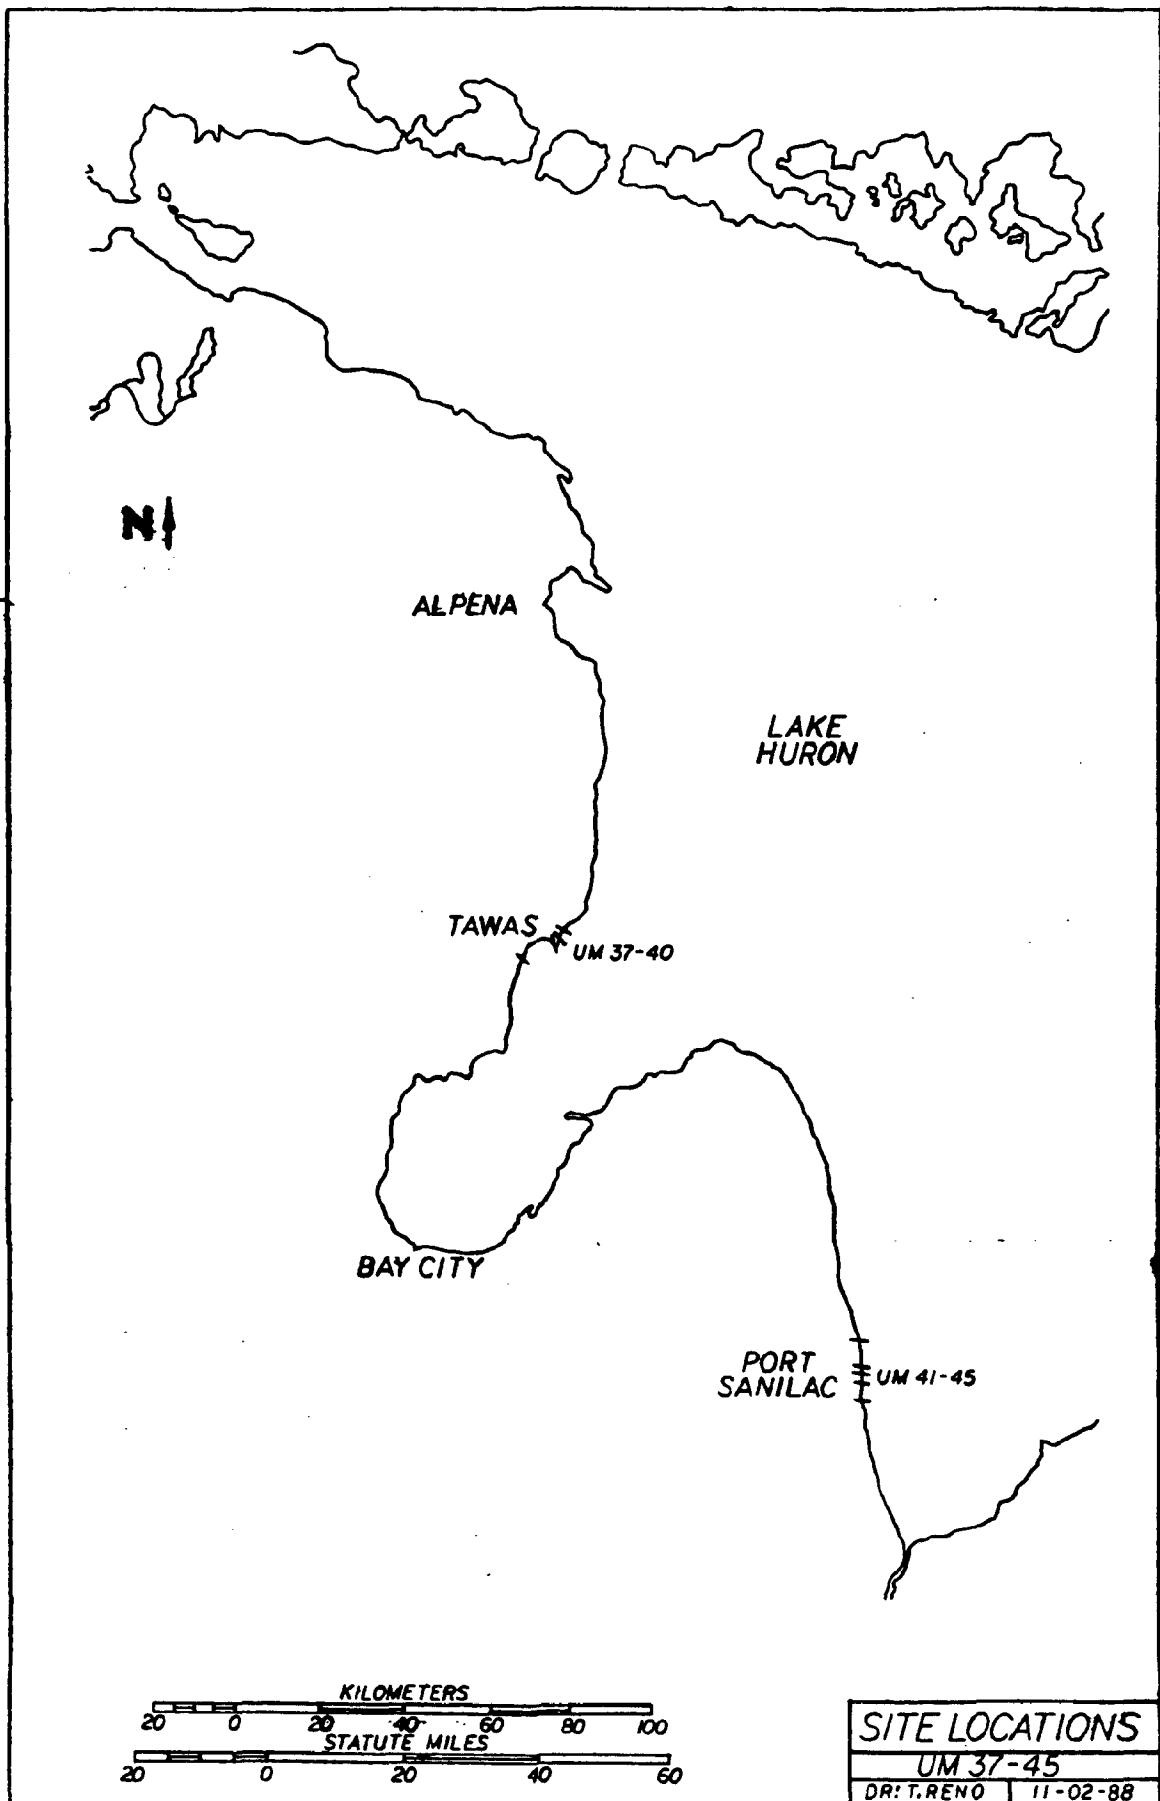 N
ALPENA
LAKE
HURON
TAWAS
UM 37-40
BAY CITY
PORT
SANILAC
UM 41-45
KILOMETERS
20 0 20 40 60 80 100
STATUTE MILES
20 0 20 40 60
SITE LOCATIONS
UM 37-45
DR: T. RENO 11-02-88